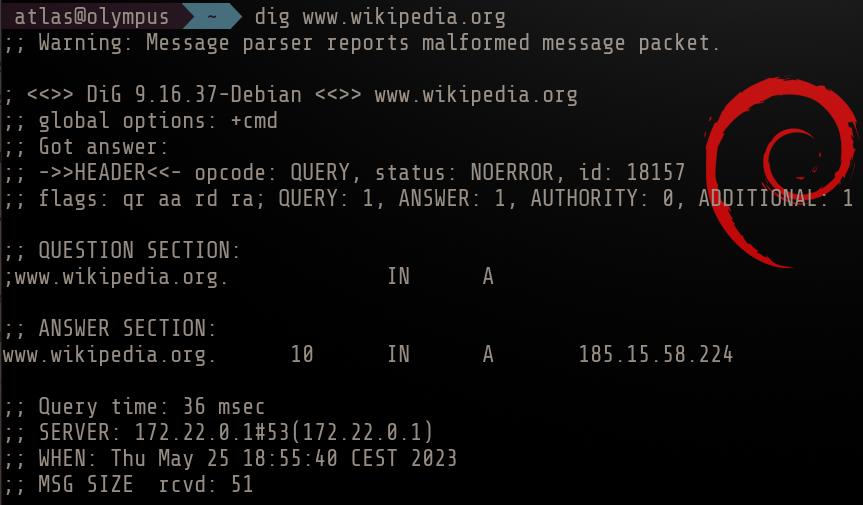 atlas@olympus ~ dig www.wikipedia.org
;; Warning: Message parser reports malformed message packet.
; <<>> DiG 9.16.37-Debian <<>> www.wikipedia.org
;; global options: +cmd
;; Got answer:
;; ->>HEADER<<- opcode: QUERY, status: NOERROR, id: 18157
;; flags: qr aa rd ra; QUERY: 1, ANSWER: 1, AUTHORITY: 0, ADDITIONAL: 1
;; QUESTION SECTION:
;www.wikipedia.org. IN A
;; ANSWER SECTION:
www.wikipedia.org. 10 IN A 185.15.58.224
;; Query time: 36 msec
;; SERVER: 172.22.0.1#53(172.22.0.1)
;; WHEN: Thu May 25 18:55:40 CEST 2023
;; MSG SIZE rcvd: 51